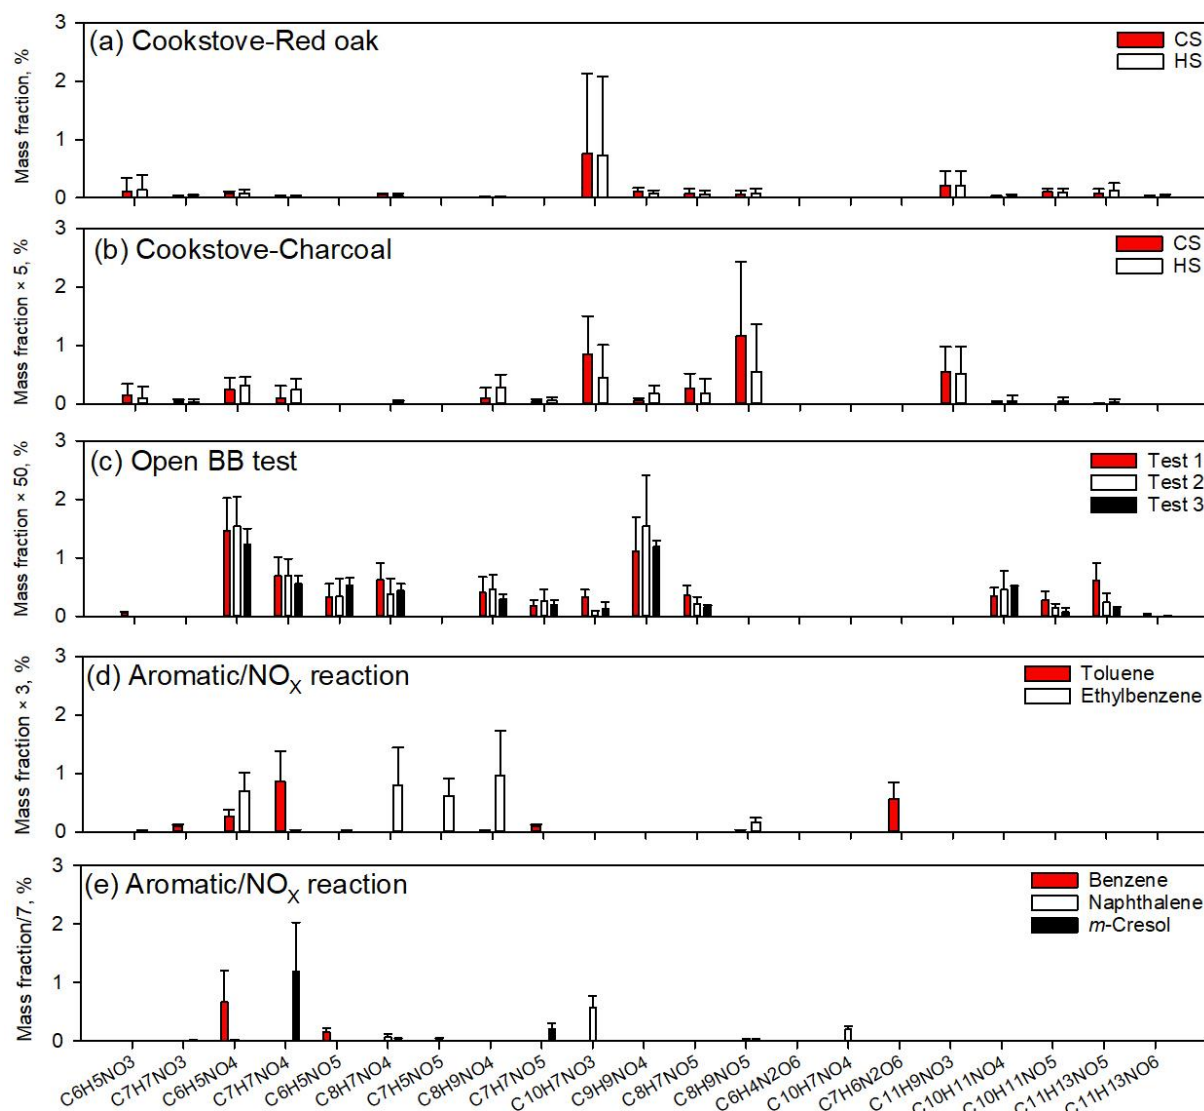 (a) Cookstove-Red oak
CS
HS
Mass fraction, %
3
2
1
0
(b) Cookstove-Charcoal
CS
HS
Mass fraction × 5, %
3
2
1
0
(c) Open BB test
Test 1
Test 2
Test 3
Mass fraction × 50, %
3
2
1
0
(d) Aromatic/NOX reaction
Toluene
Ethylbenzene
Mass fraction × 3, %
3
2
1
0
(e) Aromatic/NOX reaction
Benzene
Naphthalene
m-Cresol
Mass fraction/7, %
3
2
1
0
C6H5NO3
C7H7NO3
C6H5NO4
C7H7NO4
C6H5NO5
C8H7NO4
C7H5NO5
C8H9NO4
C7H7NO5
C10H7NO3
C9H9NO4
C8H7NO5
C8H9NO5
C6H4N2O6
C10H7NO4
C7H6N2O6
C11H9NO3
C10H11NO4
C10H11NO5
C11H13NO5
C11H13NO6